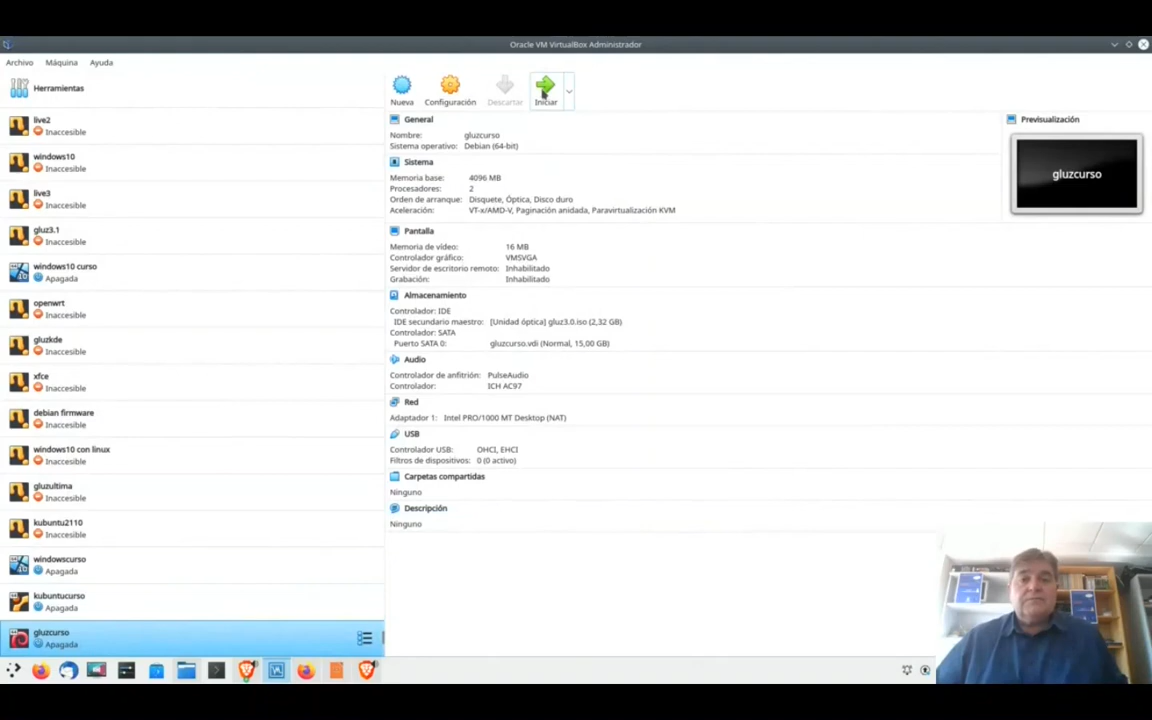 Oracle VM VirtualBox Administrador
Archivo Máquina Ayuda
Herramientas
live2
Inaccesible
windows10
Inaccesible
live3
Inaccesible
gluz3.1
Inaccesible
windows10 curso
Apagada
openwrt
Inaccesible
gluzkde
Inaccesible
xfce
Inaccesible
debian firmware
Inaccesible
windows10 con linux
Inaccesible
gluzultima
Inaccesible
kubuntu2110
Inaccesible
windowscurso
Apagada
kubuntucurso
Apagada
gluzcurso
Apagada
Nueva Configuración Descartar Iniciar
General
Nombre: gluzcurso
Sistema operativo: Debian (64-bit)
Sistema
Memoria base: 4096 MB
Procesadores: 2
Orden de arranque: Disquete, Óptica, Disco duro
Aceleración: VT-x/AMD-V, Paginación anidada, Paravirtualización KVM
Pantalla
Memoria de vídeo: 16 MB
Controlador gráfico: VMSVGA
Servidor de escritorio remoto: Inhabilitado
Grabación: Inhabilitado
Almacenamiento
Controlador: IDE
IDE secundario maestro: [Unidad óptica] gluz3.0.iso (2,32 GB)
Controlador: SATA
Puerto SATA 0: gluzcurso.vdi (Normal, 15,00 GB)
Audio
Controlador de anfitrión: PulseAudio
Controlador: ICH AC97
Red
Adaptador 1: Intel PRO/1000 MT Desktop (NAT)
USB
Controlador USB: OHCI, EHCI
Filtros de dispositivos: 0 (0 activo)
Carpetas compartidas
Ninguno
Descripción
Ninguno
Previsualización
gluzcurso